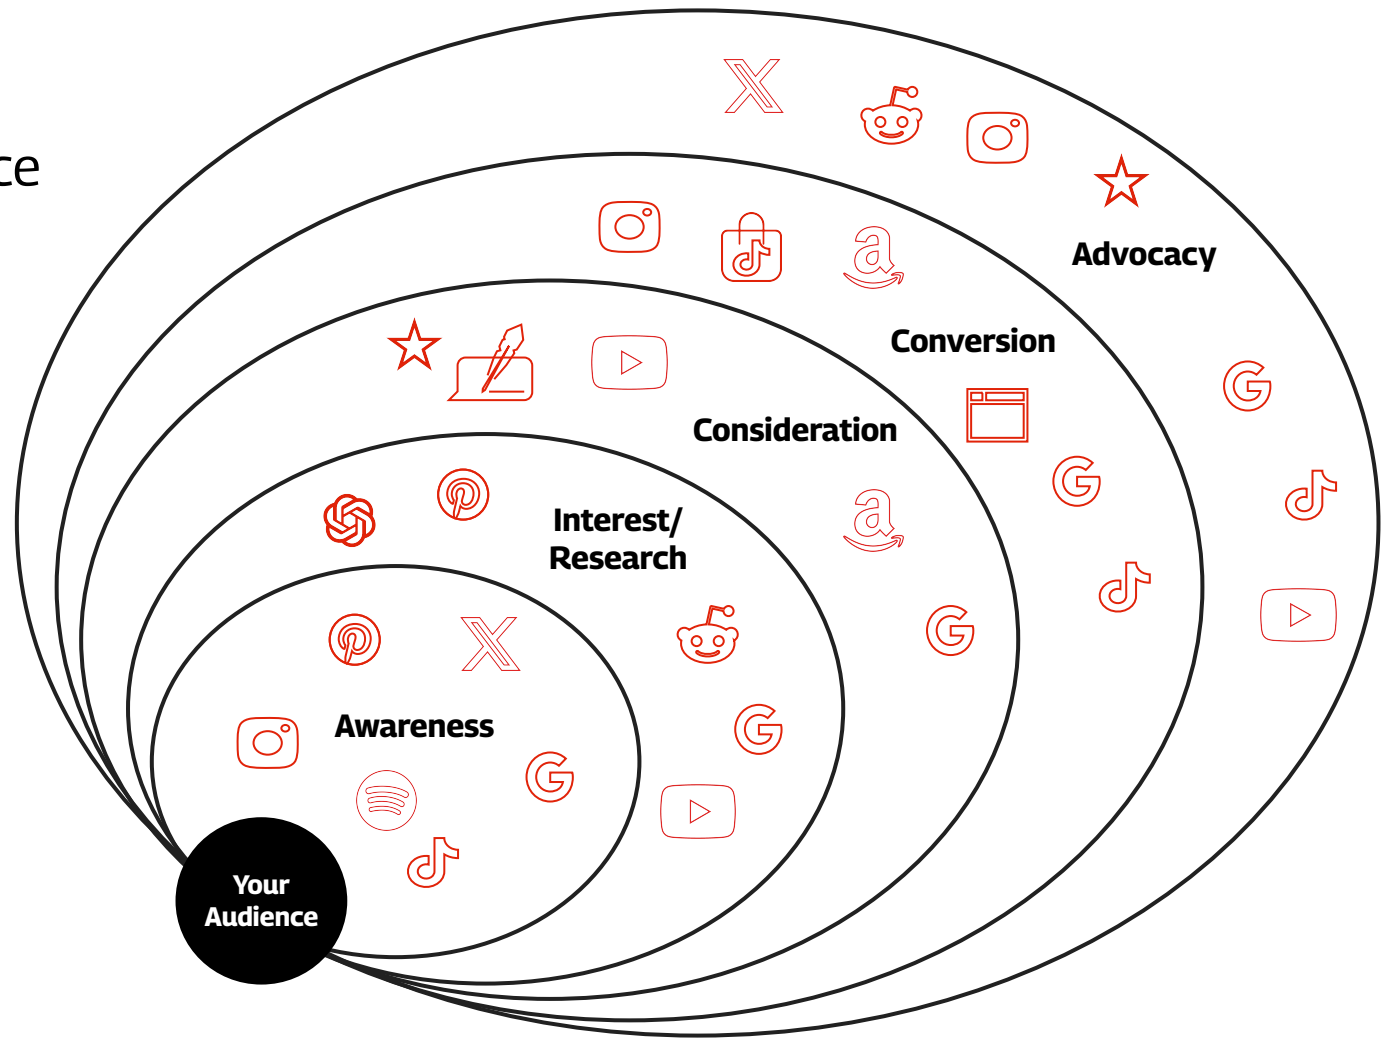 ce
Advocacy
Conversion
Consideration
Interest/
Research
Awareness
Your
Audience